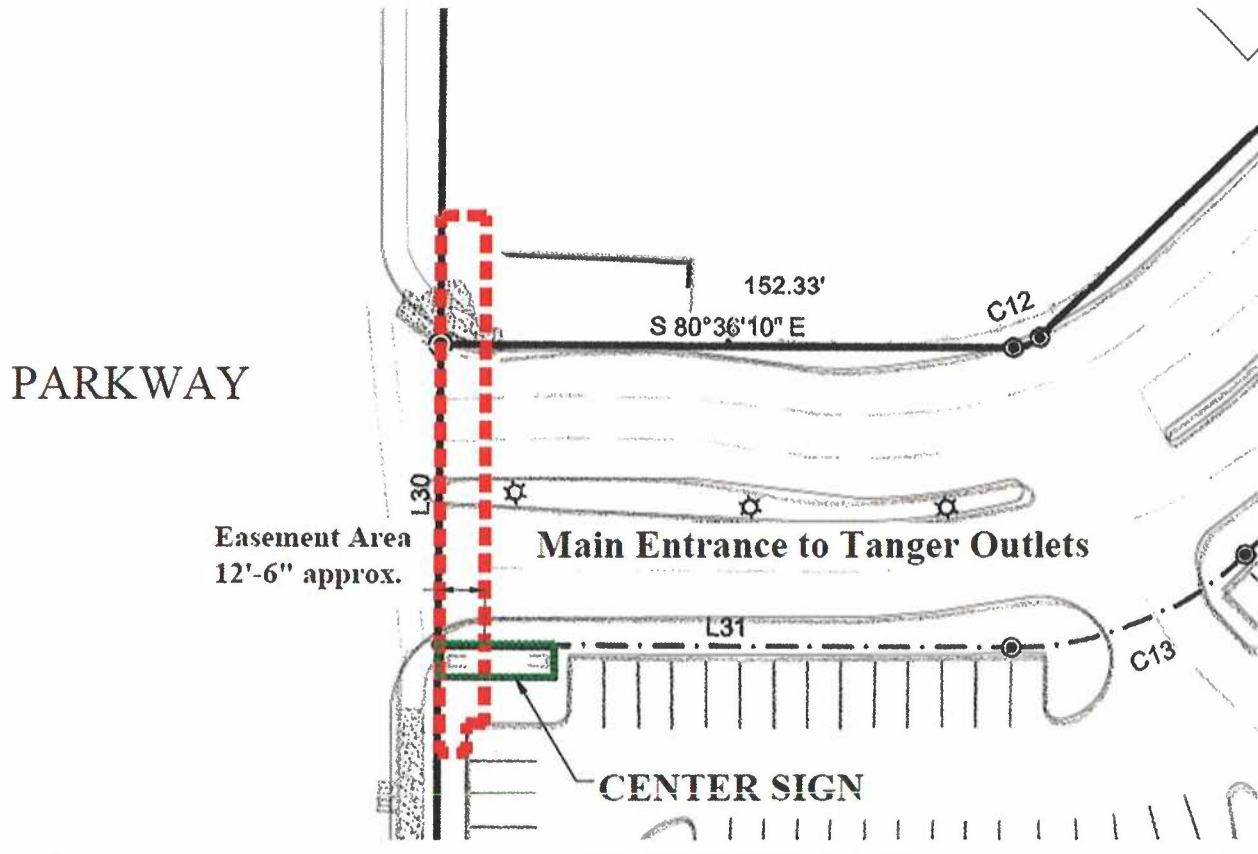 152.33'
S 80°36'10" E
C12
PARKWAY
L30
Easement Area
12'-6" approx.
Main Entrance to Tanger Outlets
L31
C13
CENTER SIGN